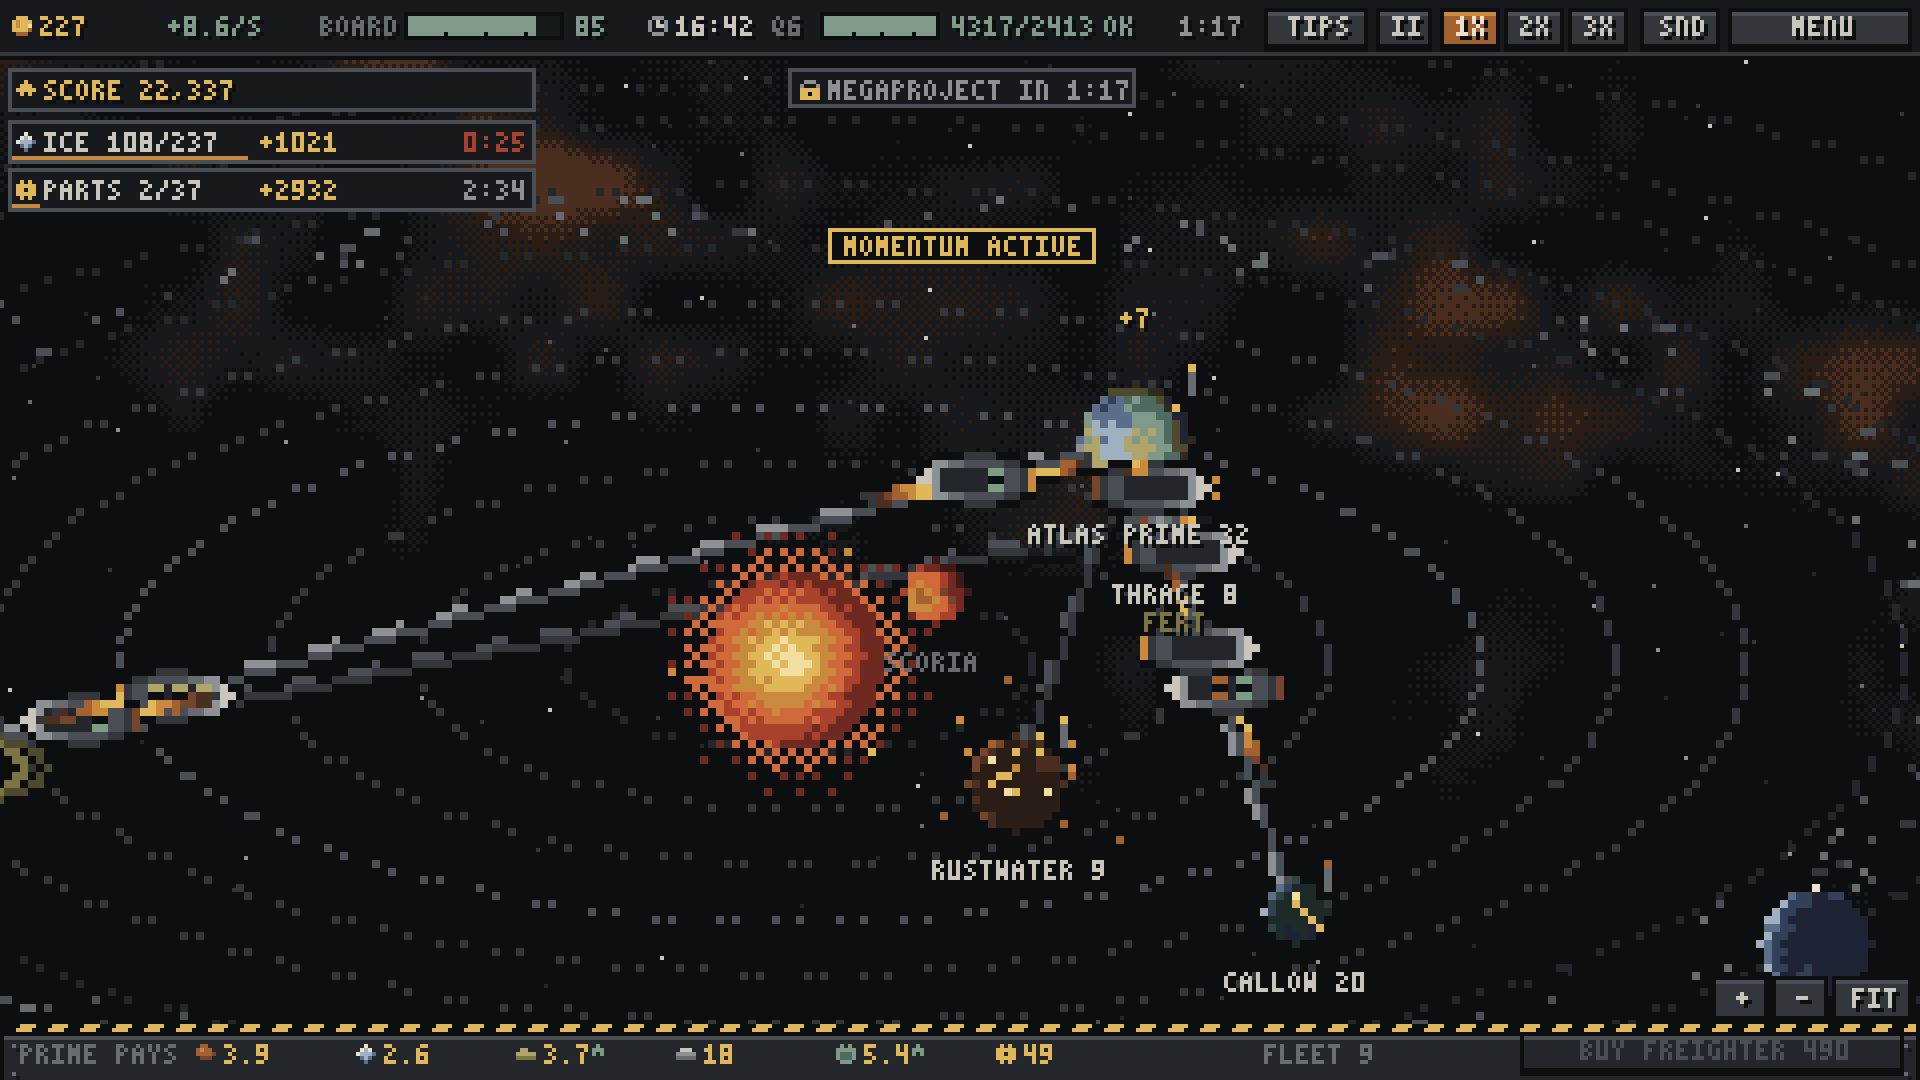 227 +8.6/S BOARD 85 16:42 Q6 4317/2413 OK 1:17 TIPS II 1X 2X 3X SND MENU
SCORE 22,337
MEGAPROJECT IN 1:17
ICE 108/237 +1021 0:25
PARTS 2/37 +2932 2:34
MOMENTUM ACTIVE
+7
ATLAS PRIME 32
THRAGE 8
FERT
SCORIA
RUSTWATER 9
CALLOW 20
+ - FIT
PRIME PAYS 3.9 2.6 3.7^ 18 5.4^ 49 FLEET 9 BUY FREIGHTER 490